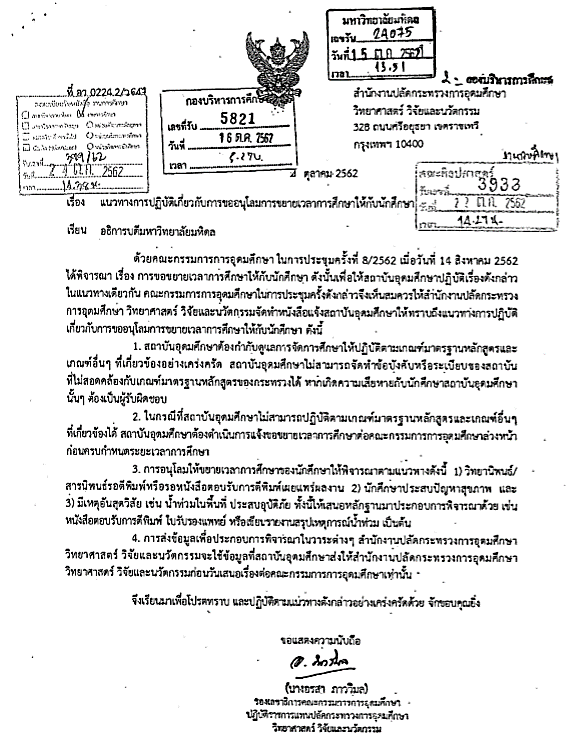 มหาวิทยาลัยมหิดล
เลขรับ 24075
วันที่ 15 ต.ค. 2562
เวลา 13.51
ที่ อว 0224.2/ว647
กองบริหารการศึกษา
เลขที่รับ 5821
วันที่ 16 ต.ค. 2562
เวลา
สำนักงานปลัดกระทรวงการอุดมศึกษา
วิทยาศาสตร์ วิจัยและนวัตกรรม
328 ถนนศรีอยุธยา เขตราชเทวี
กรุงเทพฯ 10400
งานบริหารการศึกษา
399/62
วันที่ 2 ต.ค. 2562
เวลา
คณะศิลปศาสตร์
3933
วันที่ 22 ต.ค. 2562
เวลา
ตุลาคม 2562
เรื่อง แนวทางการปฏิบัติเกี่ยวกับการขออนุโลมการขยายเวลาการศึกษาให้กับนักศึกษา
เรียน อธิการบดีมหาวิทยาลัยมหิดล
ด้วยคณะกรรมการการอุดมศึกษา ในการประชุมครั้งที่ 8/2562 เมื่อวันที่ 14 สิงหาคม 2562
ได้พิจารณา เรื่อง การขอขยายเวลาการศึกษาให้กับนักศึกษา ดังนั้นเพื่อให้สถาบันอุดมศึกษาปฏิบัติเรื่องดังกล่าว
ในแนวทางเดียวกัน คณะกรรมการการอุดมศึกษาในการประชุมครั้งดังกล่าวจึงเห็นสมควรให้สำนักงานปลัดกระทรวง
การอุดมศึกษา วิทยาศาสตร์ วิจัยและนวัตกรรมจัดทำหนังสือแจ้งสถาบันอุดมศึกษาให้ทราบถึงแนวทางการปฏิบัติ
เกี่ยวกับการขออนุโลมการขยายเวลาการศึกษาให้กับนักศึกษา ดังนี้
1. สถาบันอุดมศึกษาต้องกำกับดูแลการจัดการศึกษาให้ปฏิบัติตามเกณฑ์มาตรฐานหลักสูตรและ
เกณฑ์อื่นๆ ที่เกี่ยวข้องอย่างเคร่งครัด สถาบันอุดมศึกษาไม่สามารถจัดทำข้อบังคับหรือระเบียบของสถาบัน
ที่ไม่สอดคล้องกับเกณฑ์มาตรฐานหลักสูตรของกระทรวงได้ หากเกิดความเสียหายกับนักศึกษาสถาบันอุดมศึกษา
นั้นๆ ต้องเป็นผู้รับผิดชอบ
2. ในกรณีที่สถาบันอุดมศึกษาไม่สามารถปฏิบัติตามเกณฑ์มาตรฐานหลักสูตรและเกณฑ์อื่นๆ
ที่เกี่ยวข้องได้ สถาบันอุดมศึกษาต้องดำเนินการแจ้งขอขยายเวลาการศึกษาต่อคณะกรรมการการอุดมศึกษาล่วงหน้า
ก่อนครบกำหนดระยะเวลาการศึกษา
3. การอนุโลมให้ขยายเวลาการศึกษาของนักศึกษาให้พิจารณาตามแนวทางดังนี้ 1) วิทยานิพนธ์/
สารนิพนธ์รอตีพิมพ์หรือรอหนังสือตอบรับการตีพิมพ์เผยแพร่ผลงาน 2) นักศึกษาประสบปัญหาสุขภาพ และ
3) มีเหตุอันสุดวิสัย เช่น น้ำท่วมในพื้นที่ ประสบอุบัติภัย ทั้งนี้ให้เสนอหลักฐานมาประกอบการพิจารณาด้วย เช่น
หนังสือตอบรับการตีพิมพ์ ใบรับรองแพทย์ หรือเขียนรายงานสรุปเหตุการณ์น้ำท่วม เป็นต้น
4. การส่งข้อมูลเพื่อประกอบการพิจารณาในวาระต่างๆ สำนักงานปลัดกระทรวงการอุดมศึกษา
วิทยาศาสตร์ วิจัยและนวัตกรรมจะใช้ข้อมูลที่สถาบันอุดมศึกษาส่งให้สำนักงานปลัดกระทรวงการอุดมศึกษา
วิทยาศาสตร์ วิจัยและนวัตกรรมก่อนวันเสนอเรื่องต่อคณะกรรมการการอุดมศึกษาเท่านั้น
จึงเรียนมาเพื่อโปรดทราบ และปฏิบัติตามแนวทางดังกล่าวอย่างเคร่งครัดด้วย จักขอบคุณยิ่ง
ขอแสดงความนับถือ
(นางอรสา ภาววิมล)
รองเลขาธิการคณะกรรมการการอุดมศึกษา
ปฏิบัติราชการแทนปลัดกระทรวงการอุดมศึกษา
วิทยาศาสตร์ วิจัยและนวัตกรรม